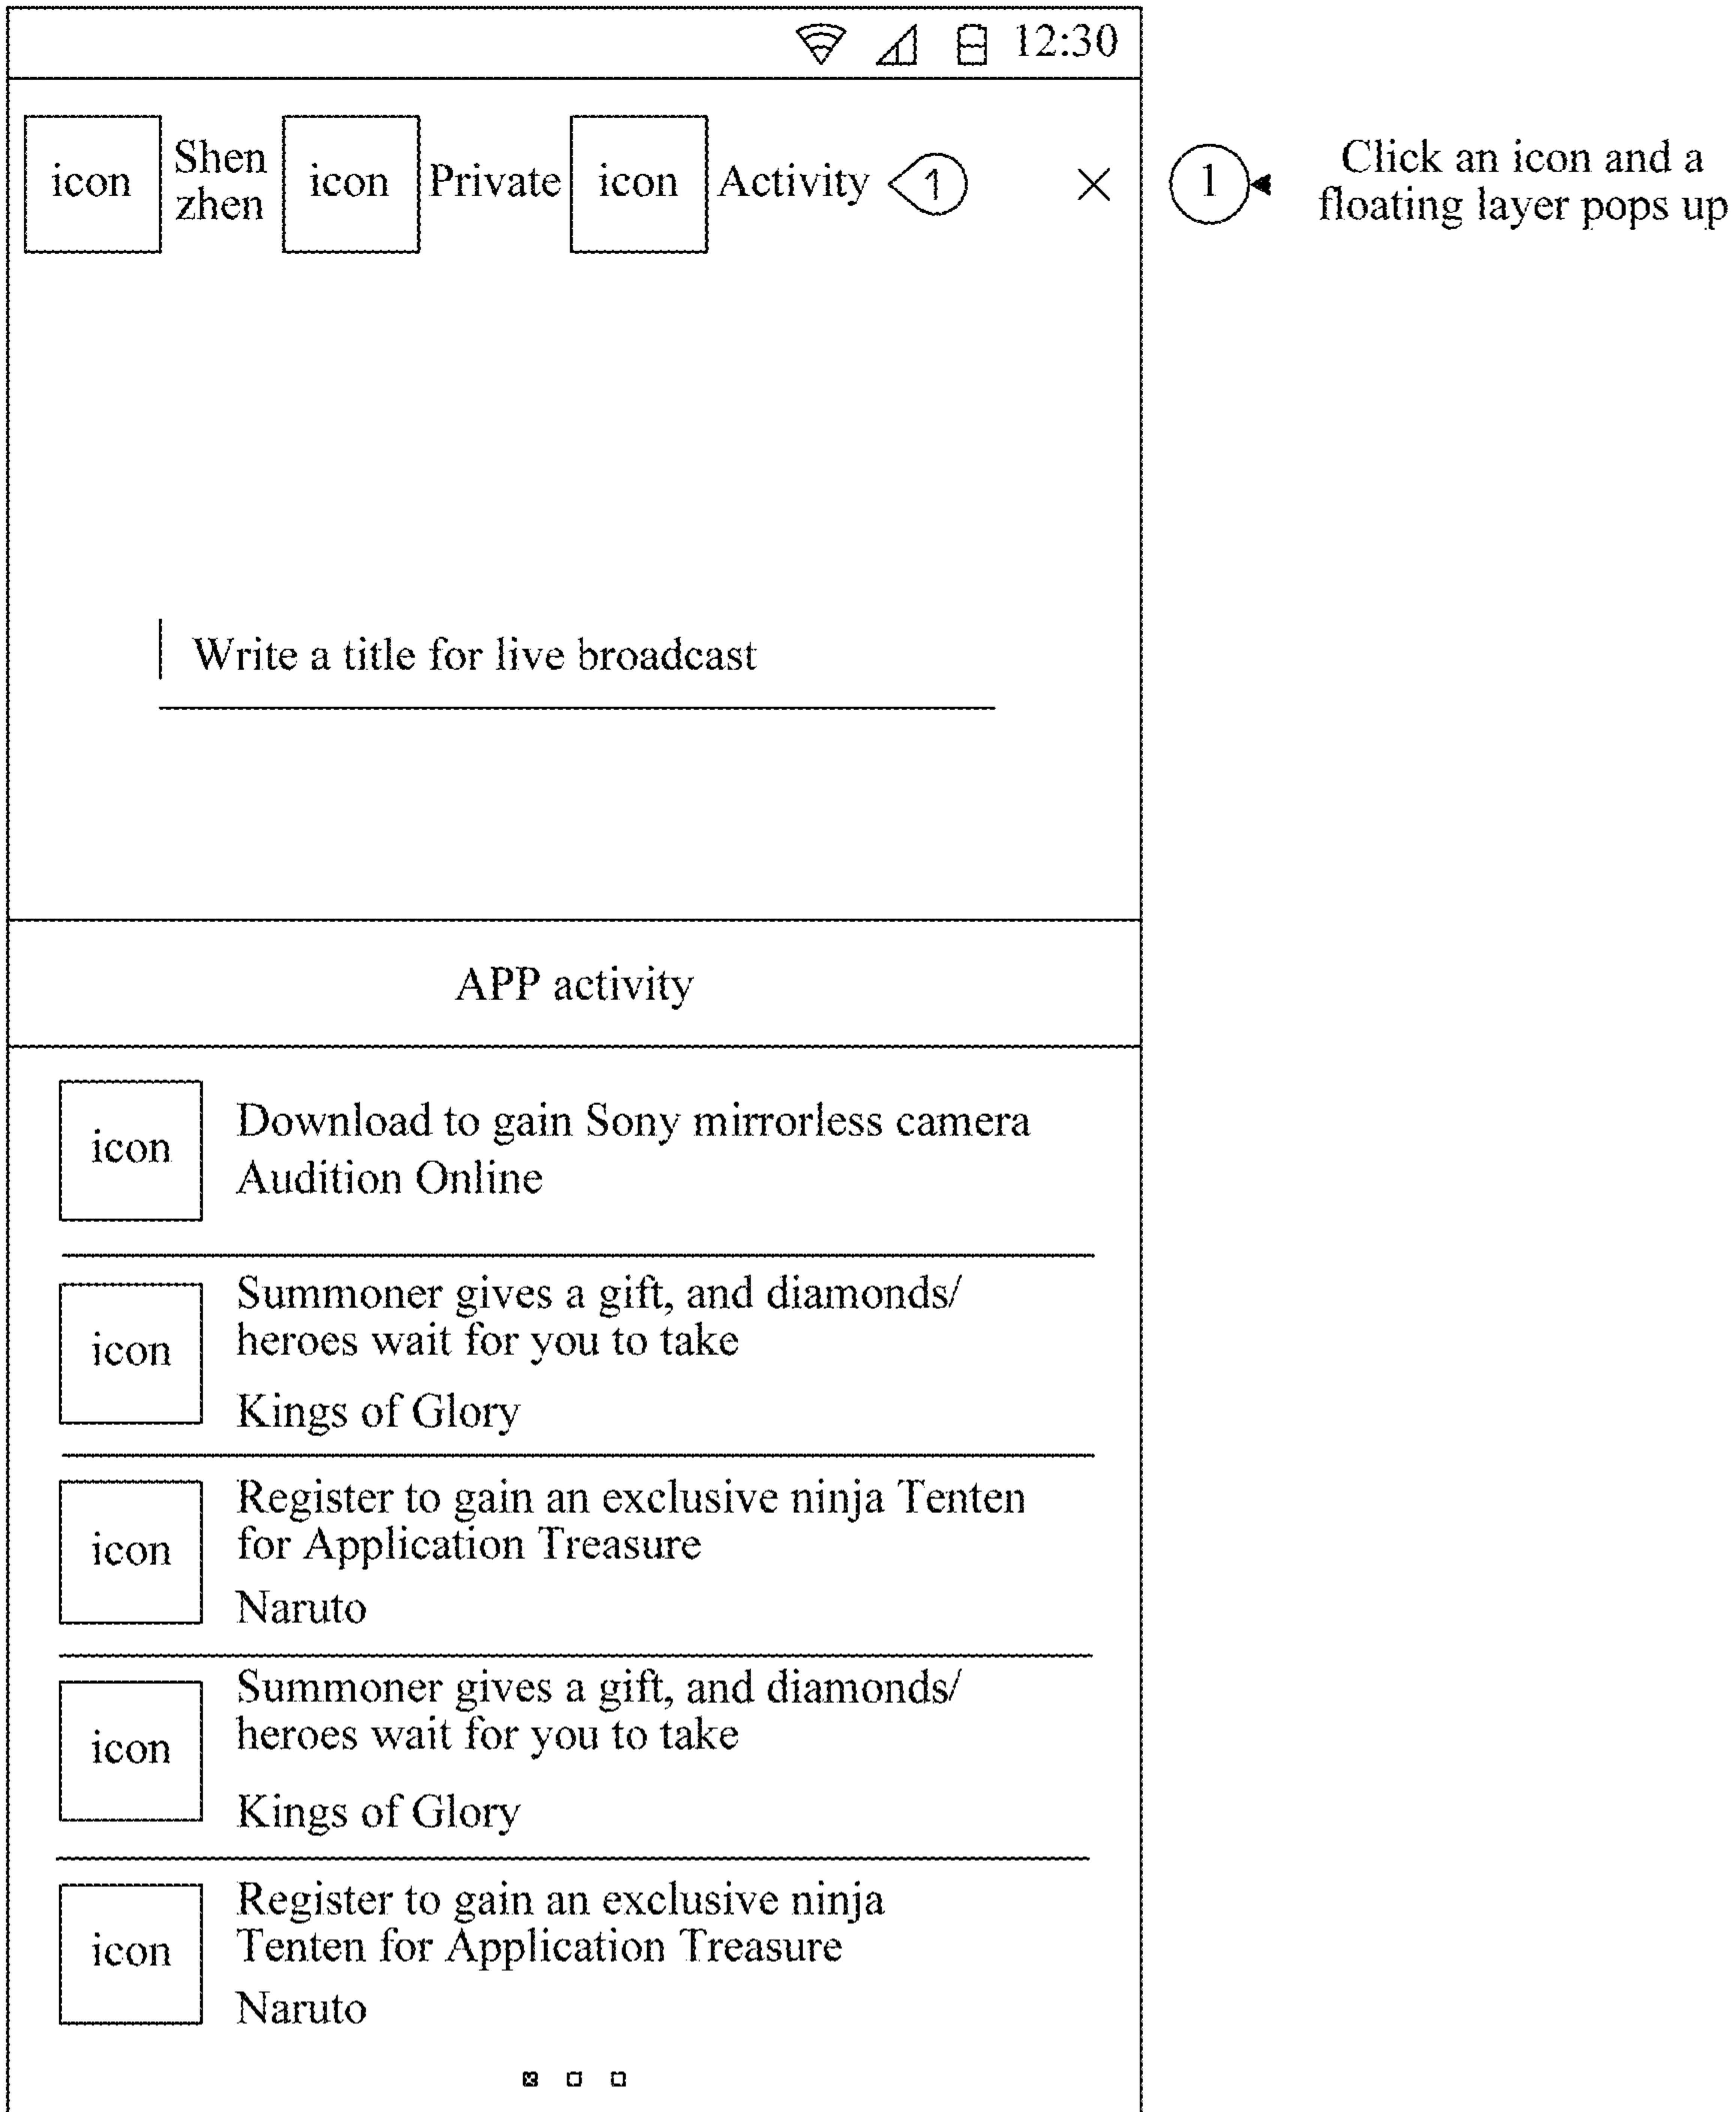 12:30
icon Shen zhen icon Private icon Activity 1
1 Click an icon and a
floating layer pops up
Write a title for live broadcast
APP activity
icon
Download to gain Sony mirrorless camera
Audition Online
icon
Summoner gives a gift, and diamonds/
heroes wait for you to take
Kings of Glory
icon
Register to gain an exclusive ninja Tenten
for Application Treasure
Naruto
icon
Summoner gives a gift, and diamonds/
heroes wait for you to take
Kings of Glory
icon
Register to gain an exclusive ninja
Tenten for Application Treasure
Naruto